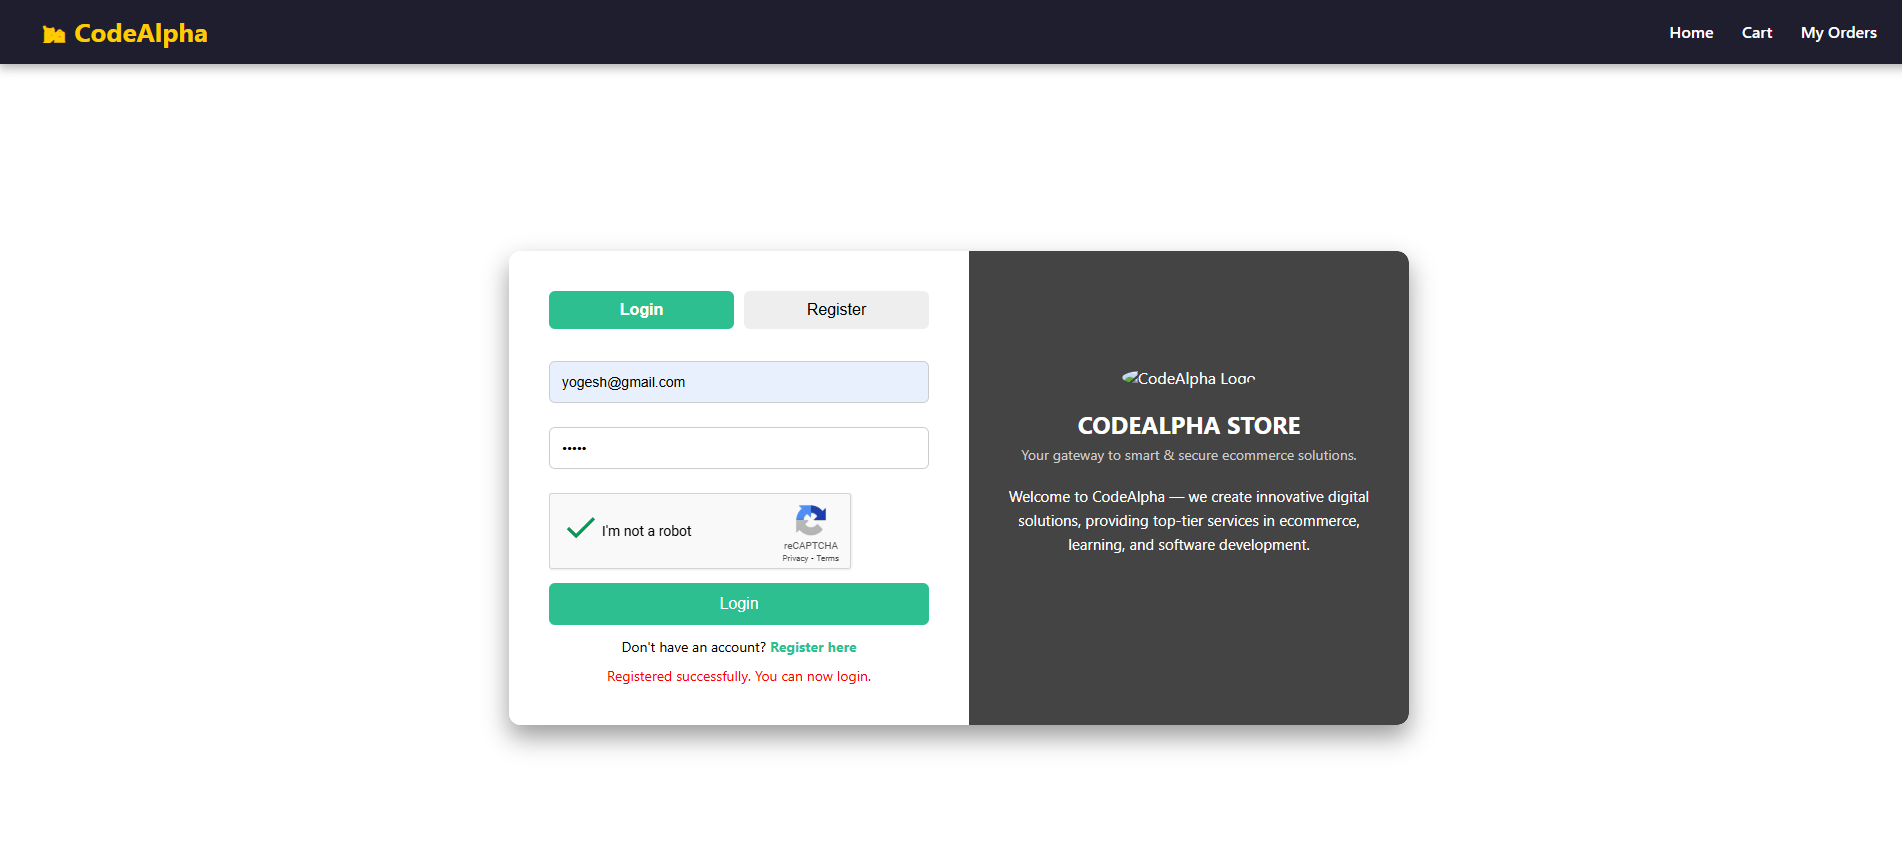 CodeAlpha
Home Cart My Orders
Login Register
yogesh@gmail.com
•••••
I'm not a robot
reCAPTCHA
Privacy - Terms
Login
Don't have an account? Register here
Registered successfully. You can now login.
CodeAlpha Logo
CODEALPHA STORE
Your gateway to smart & secure ecommerce solutions.
Welcome to CodeAlpha — we create innovative digital
solutions, providing top-tier services in ecommerce,
learning, and software development.